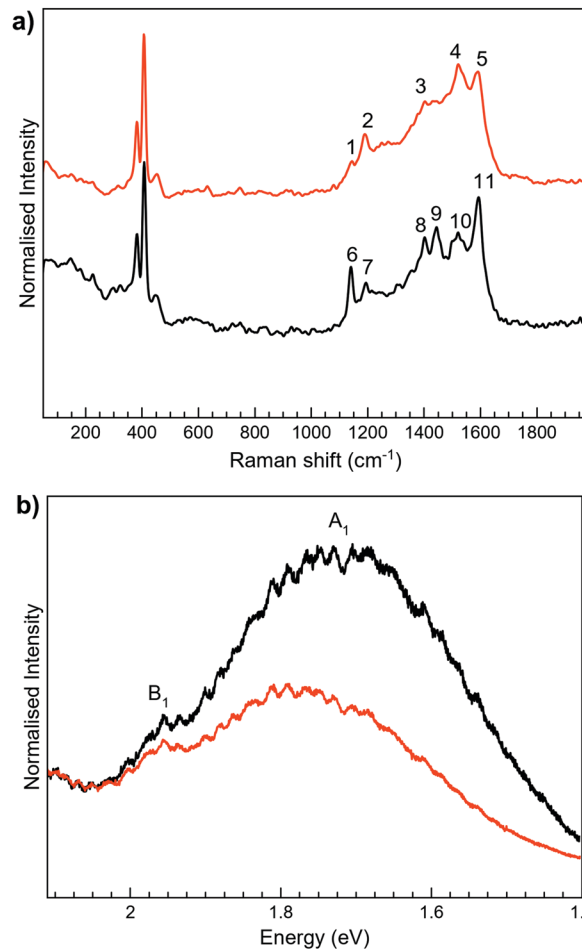 a)
4
5
3
2
1
11
9
8
10
6
7
Normalised Intensity
200 400 600 800 1000 1200 1400 1600 1800
Raman shift (cm⁻¹)
b)
A₁
B₁
Normalised Intensity
2 1.8 1.6 1.
Energy (eV)